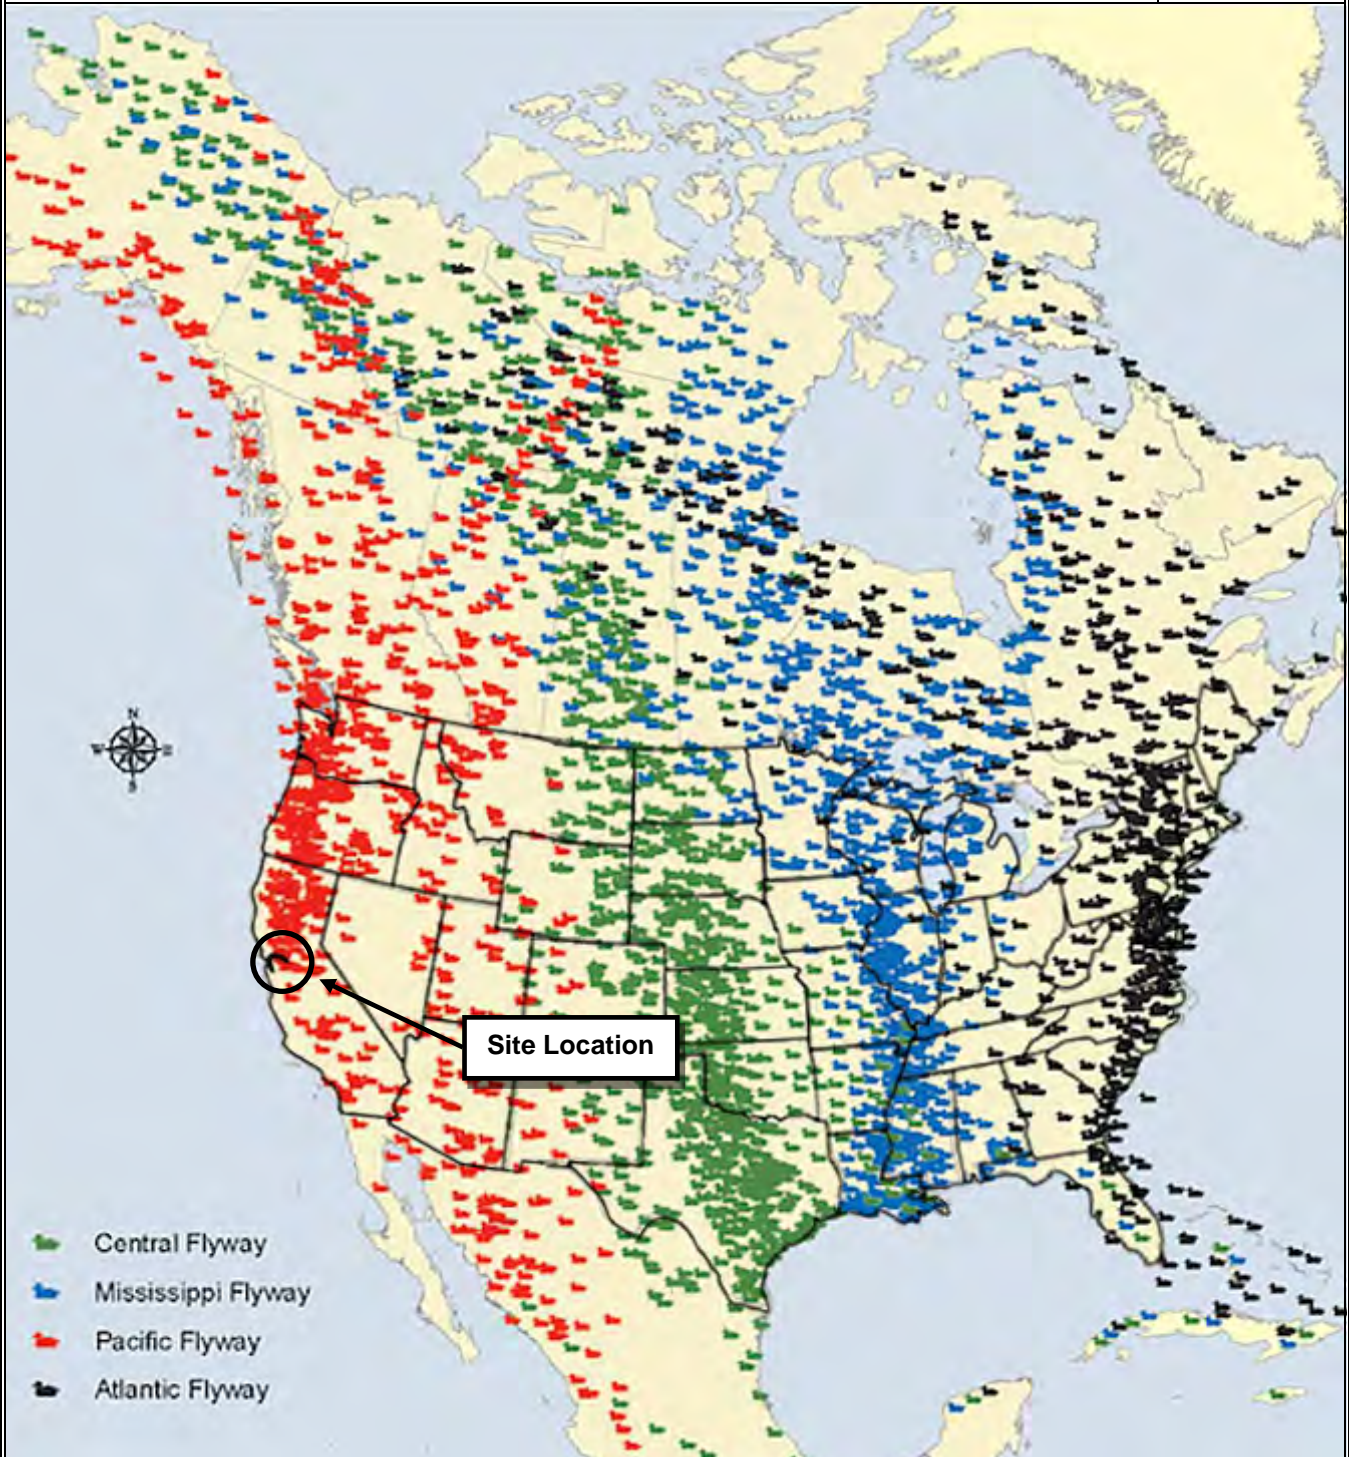 N
W
E
S
Site Location
Central Flyway
Mississippi Flyway
Pacific Flyway
Atlantic Flyway